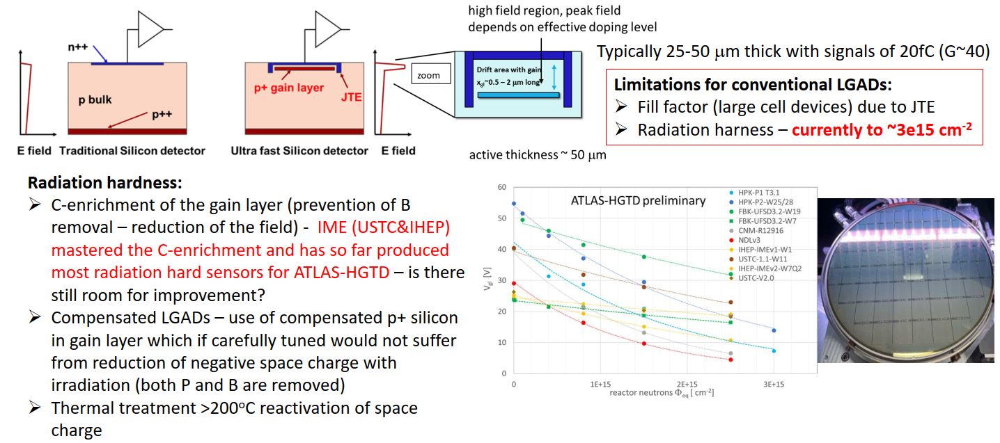 high field region, peak field
depends on effective doping level
n++
p bulk
p++
E field
Traditional Silicon detector
p+ gain layer
JTE
Ultra fast Silicon detector
E field
zoom
Drift area with gain
xgl~0.5 – 2 µm long
active thickness ~ 50 µm
Typically 25-50 µm thick with signals of 20fC (G~40)
Limitations for conventional LGADs:
➢ Fill factor (large cell devices) due to JTE
➢ Radiation harness – currently to ~3e15 cm-2
Radiation hardness:
➢ C-enrichment of the gain layer (prevention of B
removal – reduction of the field) - IME (USTC&IHEP)
mastered the C-enrichment and has so far produced
most radiation hard sensors for ATLAS-HGTD – is there
still room for improvement?
➢ Compensated LGADs – use of compensated p+ silicon
in gain layer which if carefully tuned would not suffer
from reduction of negative space charge with
irradiation (both P and B are removed)
➢ Thermal treatment >200oC reactivation of space
charge
ATLAS-HGTD preliminary
HPK-P1 T3.1
HPK-P2-W25/28
FBK-UFSD3.2-W19
FBK-UFSD3.2-W7
CNM-R12916
NDLv3
IHEP-IMEv1-W1
USTC-1.1-W11
IHEP-IMEv2-W7Q2
USTC-V2.0
Vgl [V]
60
50
40
30
20
10
0
0
1E+15
2E+15
3E+15
reactor neutrons Φeq [ cm-2]